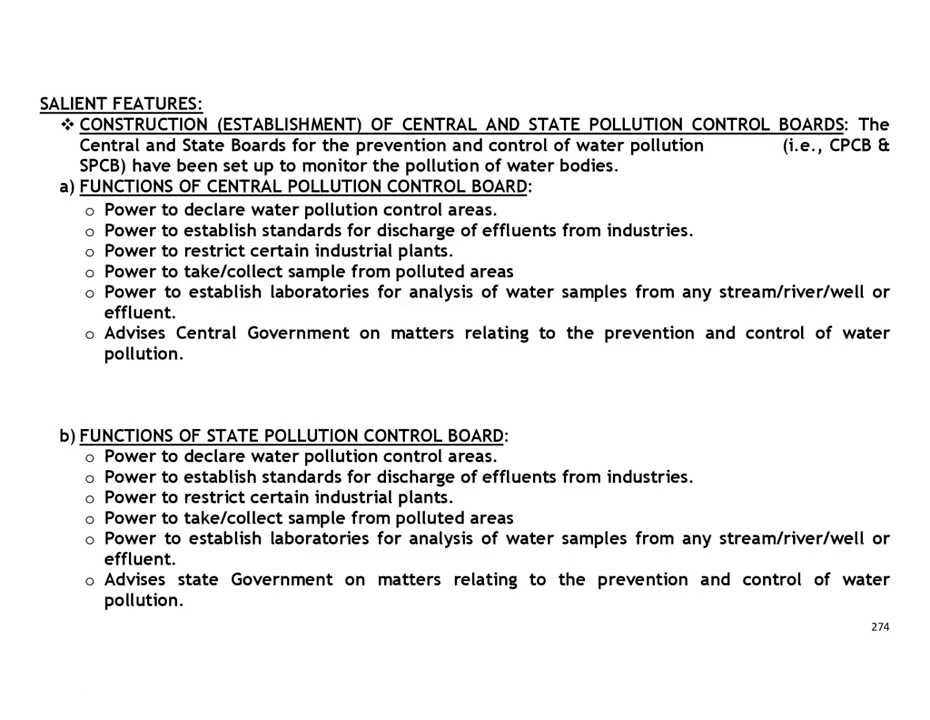 SALIENT FEATURES:
❖ CONSTRUCTION (ESTABLISHMENT) OF CENTRAL AND STATE POLLUTION CONTROL BOARDS: The
Central and State Boards for the prevention and control of water pollution (i.e., CPCB &
SPCB) have been set up to monitor the pollution of water bodies.
a) FUNCTIONS OF CENTRAL POLLUTION CONTROL BOARD:
o Power to declare water pollution control areas.
o Power to establish standards for discharge of effluents from industries.
o Power to restrict certain industrial plants.
o Power to take/collect sample from polluted areas
o Power to establish laboratories for analysis of water samples from any stream/river/well or
effluent.
o Advises Central Government on matters relating to the prevention and control of water
pollution.
b) FUNCTIONS OF STATE POLLUTION CONTROL BOARD:
o Power to declare water pollution control areas.
o Power to establish standards for discharge of effluents from industries.
o Power to restrict certain industrial plants.
o Power to take/collect sample from polluted areas
o Power to establish laboratories for analysis of water samples from any stream/river/well or
effluent.
o Advises state Government on matters relating to the prevention and control of water
pollution.
274